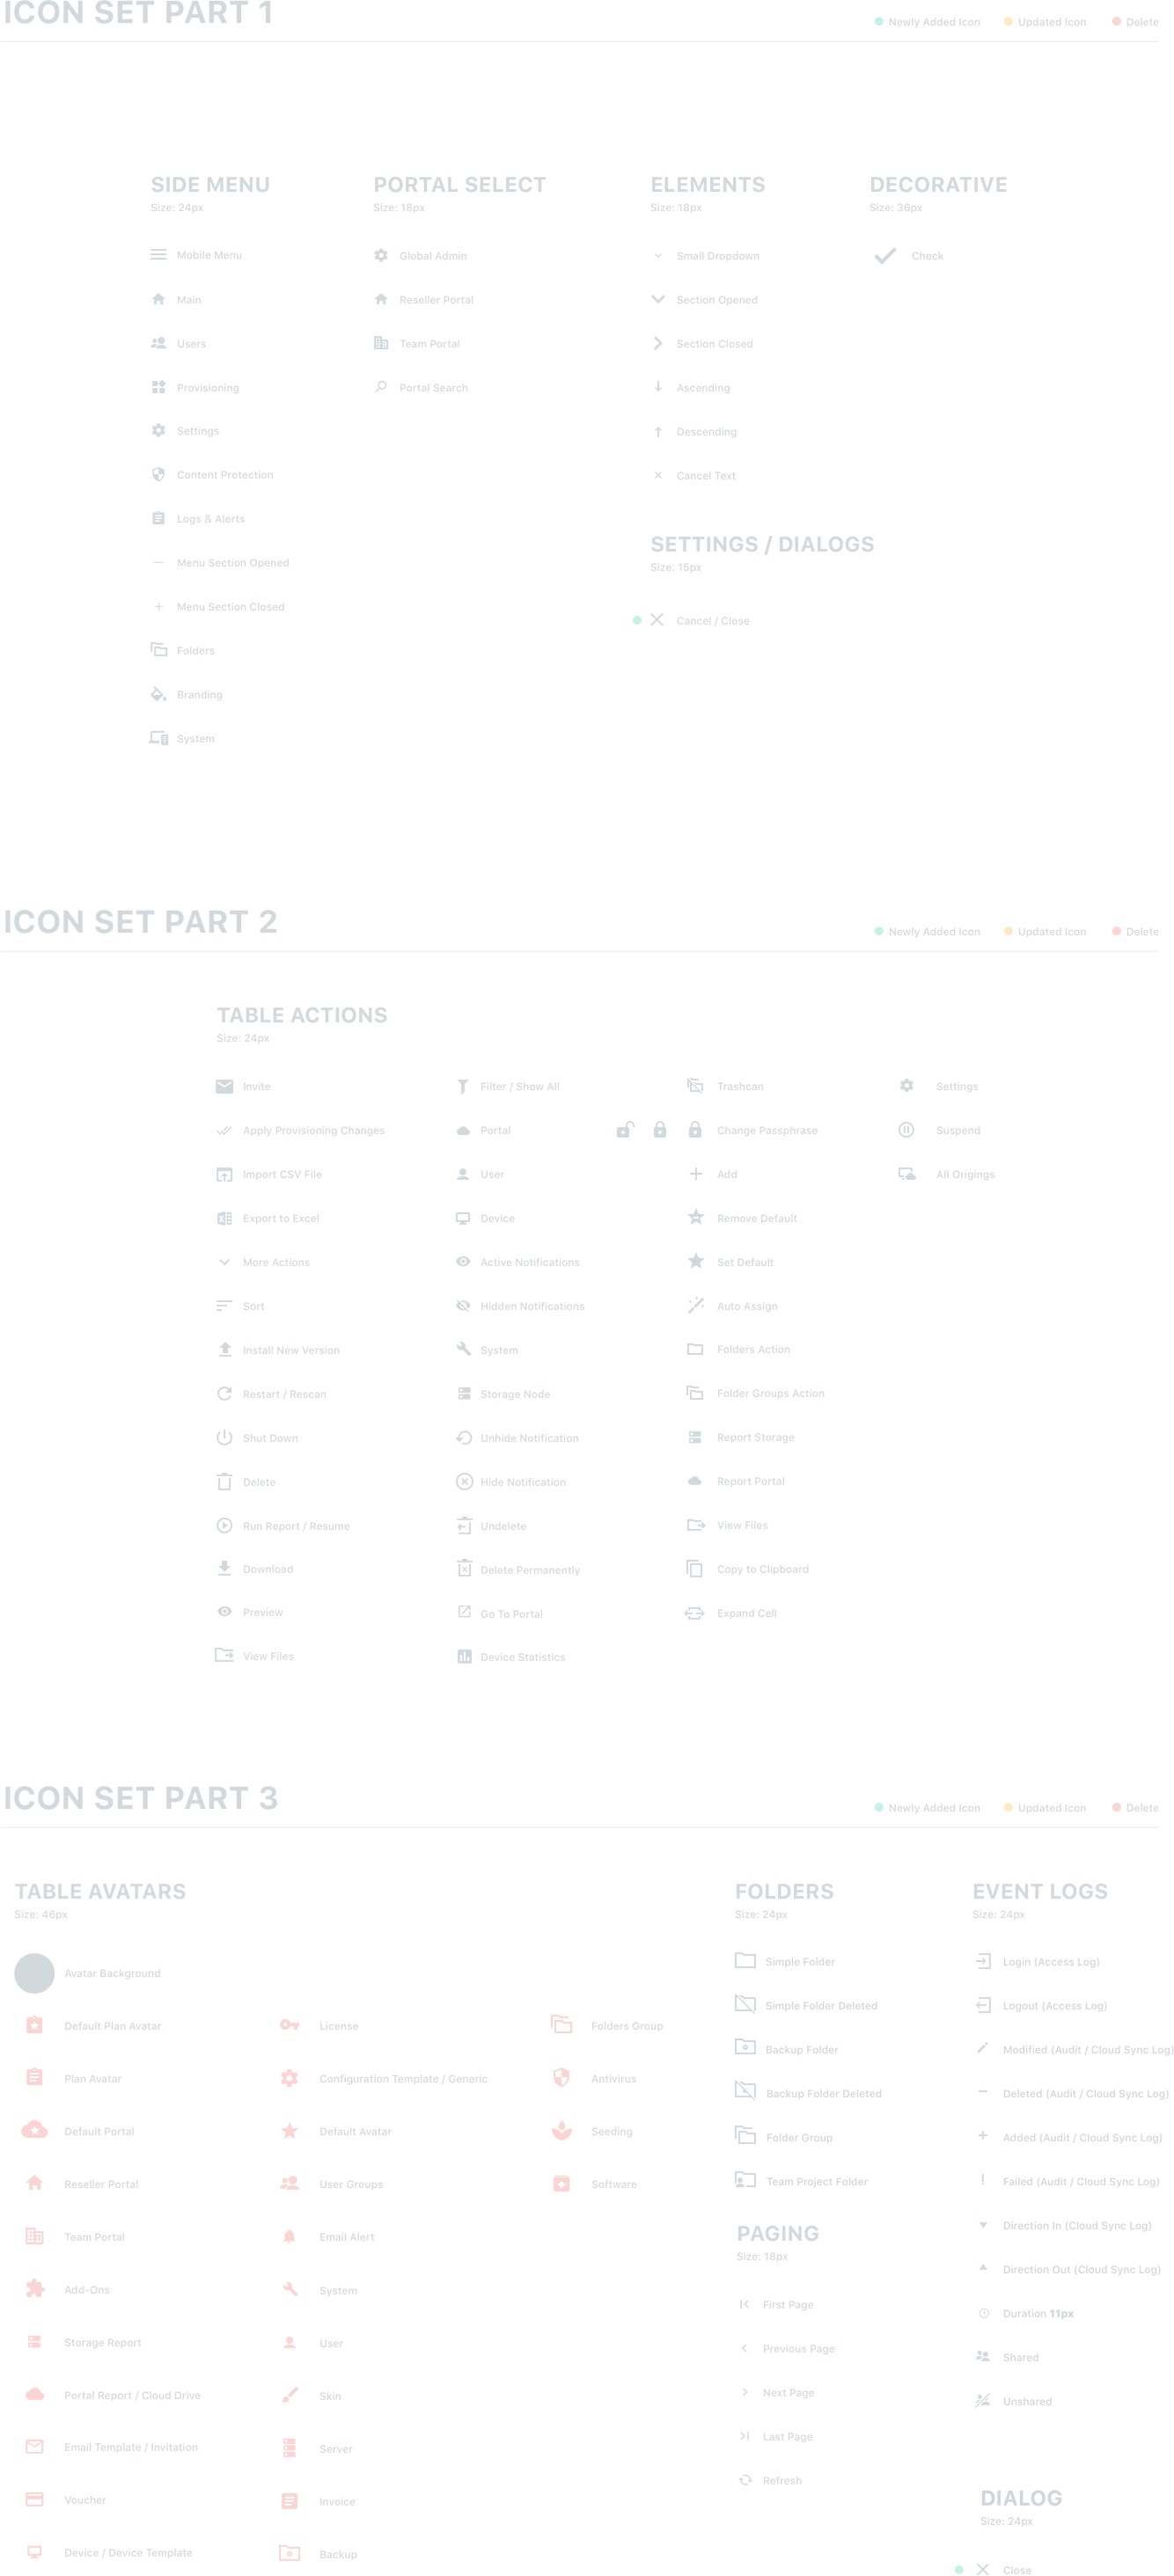 ICON SET PART 1
Newly Added Icon
Updated Icon
Delete
SIDE MENU
Size: 24px
Mobile Menu
Main
Users
Provisioning
Settings
Content Protection
Logs & Alerts
Menu Section Opened
Menu Section Closed
Folders
Branding
System
PORTAL SELECT
Size: 18px
Global Admin
Reseller Portal
Team Portal
Portal Search
ELEMENTS
Size: 18px
Small Dropdown
Section Opened
Section Closed
Ascending
Descending
Cancel Text
SETTINGS / DIALOGS
Size: 15px
Cancel / Close
DECORATIVE
Size: 36px
Check
ICON SET PART 2
Newly Added Icon
Updated Icon
Delete
TABLE ACTIONS
Size: 24px
Invite
Apply Provisioning Changes
Import CSV File
Export to Excel
More Actions
Sort
Install New Version
Restart / Rescan
Shut Down
Delete
Run Report / Resume
Download
Preview
View Files
Filter / Show All
Portal
User
Device
Active Notifications
Hidden Notifications
System
Storage Node
Unhide Notification
Hide Notification
Undelete
Delete Permanently
Go To Portal
Device Statistics
Trashcan
Change Passphrase
Add
Remove Default
Set Default
Auto Assign
Folders Action
Folder Groups Action
Report Storage
Report Portal
View Files
Copy to Clipboard
Expand Cell
Settings
Suspend
All Origings
ICON SET PART 3
Newly Added Icon
Updated Icon
Delete
TABLE AVATARS
Size: 46px
Avatar Background
Default Plan Avatar
Plan Avatar
Default Portal
Reseller Portal
Team Portal
Add-Ons
Storage Report
Portal Report / Cloud Drive
Email Template / Invitation
Voucher
Device / Device Template
License
Configuration Template / Generic
Default Avatar
User Groups
Email Alert
System
User
Skin
Server
Invoice
Backup
Folders Group
Antivirus
Seeding
Software
FOLDERS
Size: 24px
Simple Folder
Simple Folder Deleted
Backup Folder
Backup Folder Deleted
Folder Group
Team Project Folder
PAGING
Size: 18px
First Page
Previous Page
Next Page
Last Page
Refresh
EVENT LOGS
Size: 24px
Login (Access Log)
Logout (Access Log)
Modified (Audit / Cloud Sync Log)
Deleted (Audit / Cloud Sync Log)
Added (Audit / Cloud Sync Log)
Failed (Audit / Cloud Sync Log)
Direction In (Cloud Sync Log)
Direction Out (Cloud Sync Log)
Duration 11px
Shared
Unshared
DIALOG
Size: 24px
Close